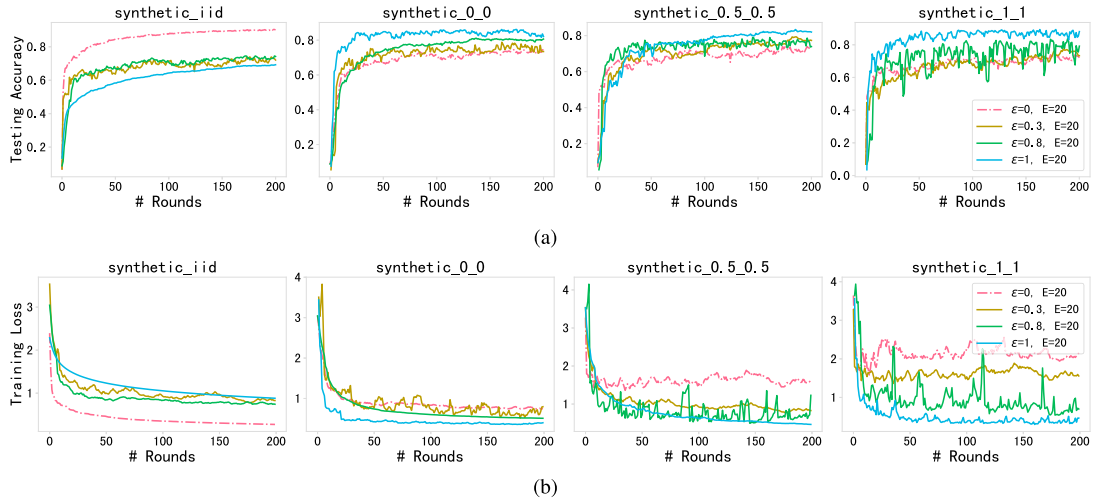 synthetic_iid
synthetic_0_0
synthetic_0.5_0.5
synthetic_1_1
Testing Accuracy
0.8
0.6
0.4
0.2
0.8
0.6
0.4
0.2
0.8
0.6
0.4
0.2
0.8
0.6
0.4
0.2
0.0
ε=0, E=20
ε=0.3, E=20
ε=0.8, E=20
ε=1, E=20
0 50 100 150 200
0 50 100 150 200
0 50 100 150 200
0 50 100 150 200
# Rounds
# Rounds
# Rounds
# Rounds
(a)
synthetic_iid
synthetic_0_0
synthetic_0.5_0.5
synthetic_1_1
Training Loss
3
2
1
4
3
2
1
0
4
3
2
1
4
3
2
1
0
ε=0, E=20
ε=0.3, E=20
ε=0.8, E=20
ε=1, E=20
0 50 100 150 200
0 50 100 150 200
0 50 100 150 200
0 50 100 150 200
# Rounds
# Rounds
# Rounds
# Rounds
(b)